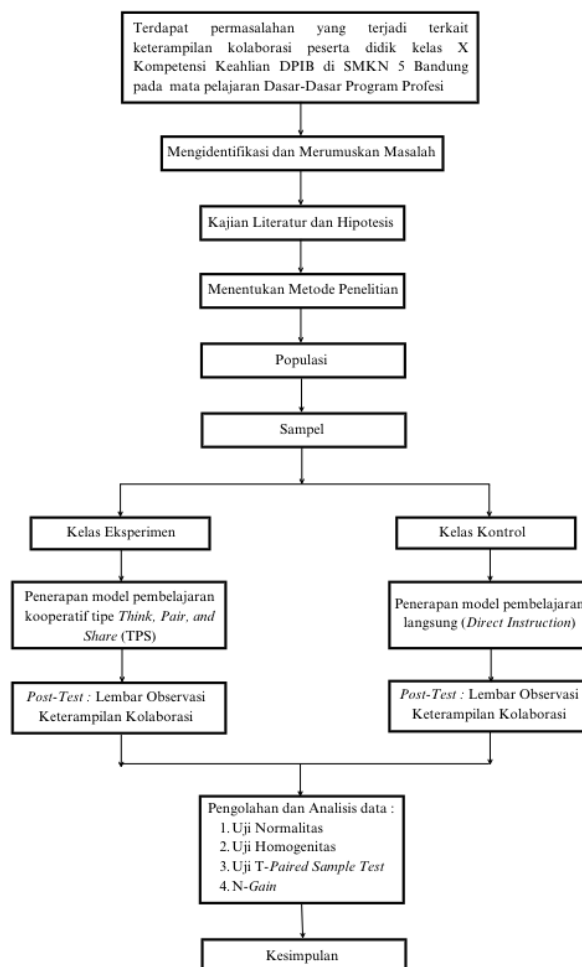 Terdapat permasalahan yang terjadi terkait
keterampilan kolaborasi peserta didik kelas X
Kompetensi Keahlian DPIB di SMKN 5 Bandung
pada mata pelajaran Dasar-Dasar Program Profesi
Mengidentifikasi dan Merumuskan Masalah
Kajian Literatur dan Hipotesis
Menentukan Metode Penelitian
Populasi
Sampel
Kelas Eksperimen
Penerapan model pembelajaran
kooperatif tipe Think, Pair, and
Share (TPS)
Post-Test : Lembar Observasi
Keterampilan Kolaborasi
Kelas Kontrol
Penerapan model pembelajaran
langsung (Direct Instruction)
Post-Test : Lembar Observasi
Keterampilan Kolaborasi
Pengolahan dan Analisis data :
1. Uji Normalitas
2. Uji Homogenitas
3. Uji T-Paired Sample Test
4. N-Gain
Kesimpulan